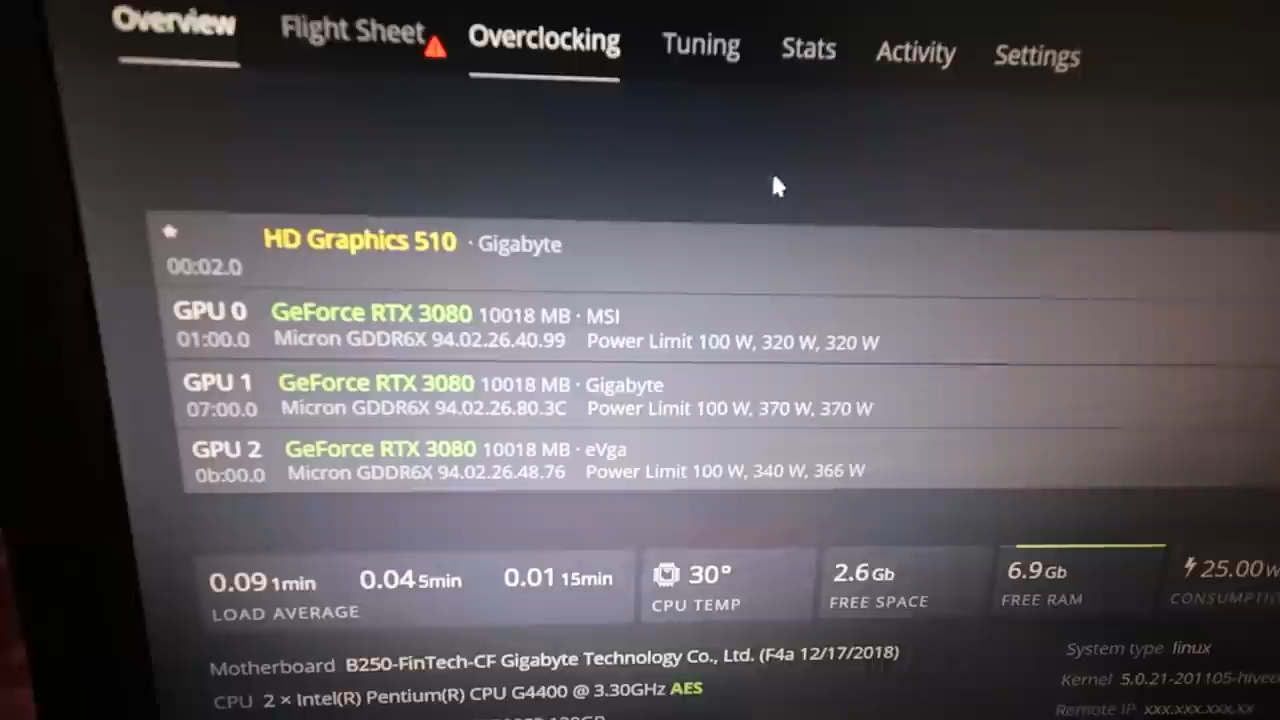 Overview Flight Sheet Overclocking Tuning Stats Activity Settings
HD Graphics 510 · Gigabyte
00:02.0
GPU 0 GeForce RTX 3080 10018 MB · MSI
01:00.0 Micron GDDR6X 94.02.26.40.99 Power Limit 100 W, 320 W, 320 W
GPU 1 GeForce RTX 3080 10018 MB · Gigabyte
07:00.0 Micron GDDR6X 94.02.26.80.3C Power Limit 100 W, 370 W, 370 W
GPU 2 GeForce RTX 3080 10018 MB · eVga
0b:00.0 Micron GDDR6X 94.02.26.48.76 Power Limit 100 W, 340 W, 366 W
0.09 1min 0.04 5min 0.01 15min 30° 2.6 Gb 6.9 Gb 25.00 W
LOAD AVERAGE CPU TEMP FREE SPACE FREE RAM CONSUMPTI
Motherboard B250-FinTech-CF Gigabyte Technology Co., Ltd. (F4a 12/17/2018) System type linux
CPU 2 × Intel(R) Pentium(R) CPU G4400 @ 3.30GHz AES Kernel 5.0.21-201105-hiveo
Remote IP xxx.xxx.xxx.xx